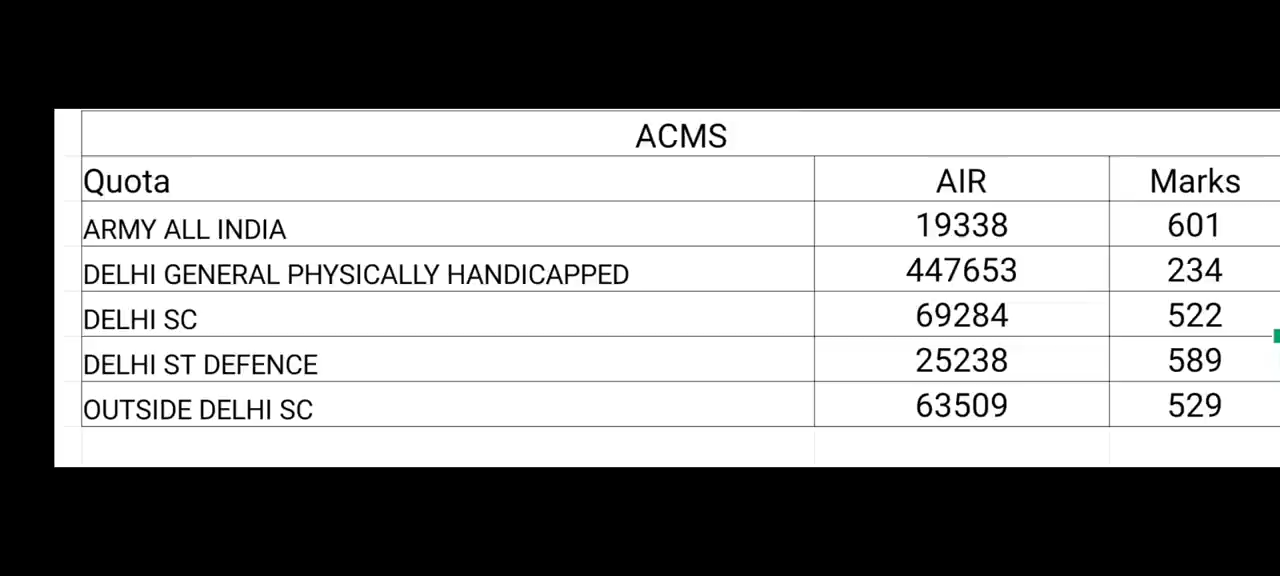 ACMS
Quota AIR Marks
ARMY ALL INDIA 19338 601
DELHI GENERAL PHYSICALLY HANDICAPPED 447653 234
DELHI SC 69284 522
DELHI ST DEFENCE 25238 589
OUTSIDE DELHI SC 63509 529